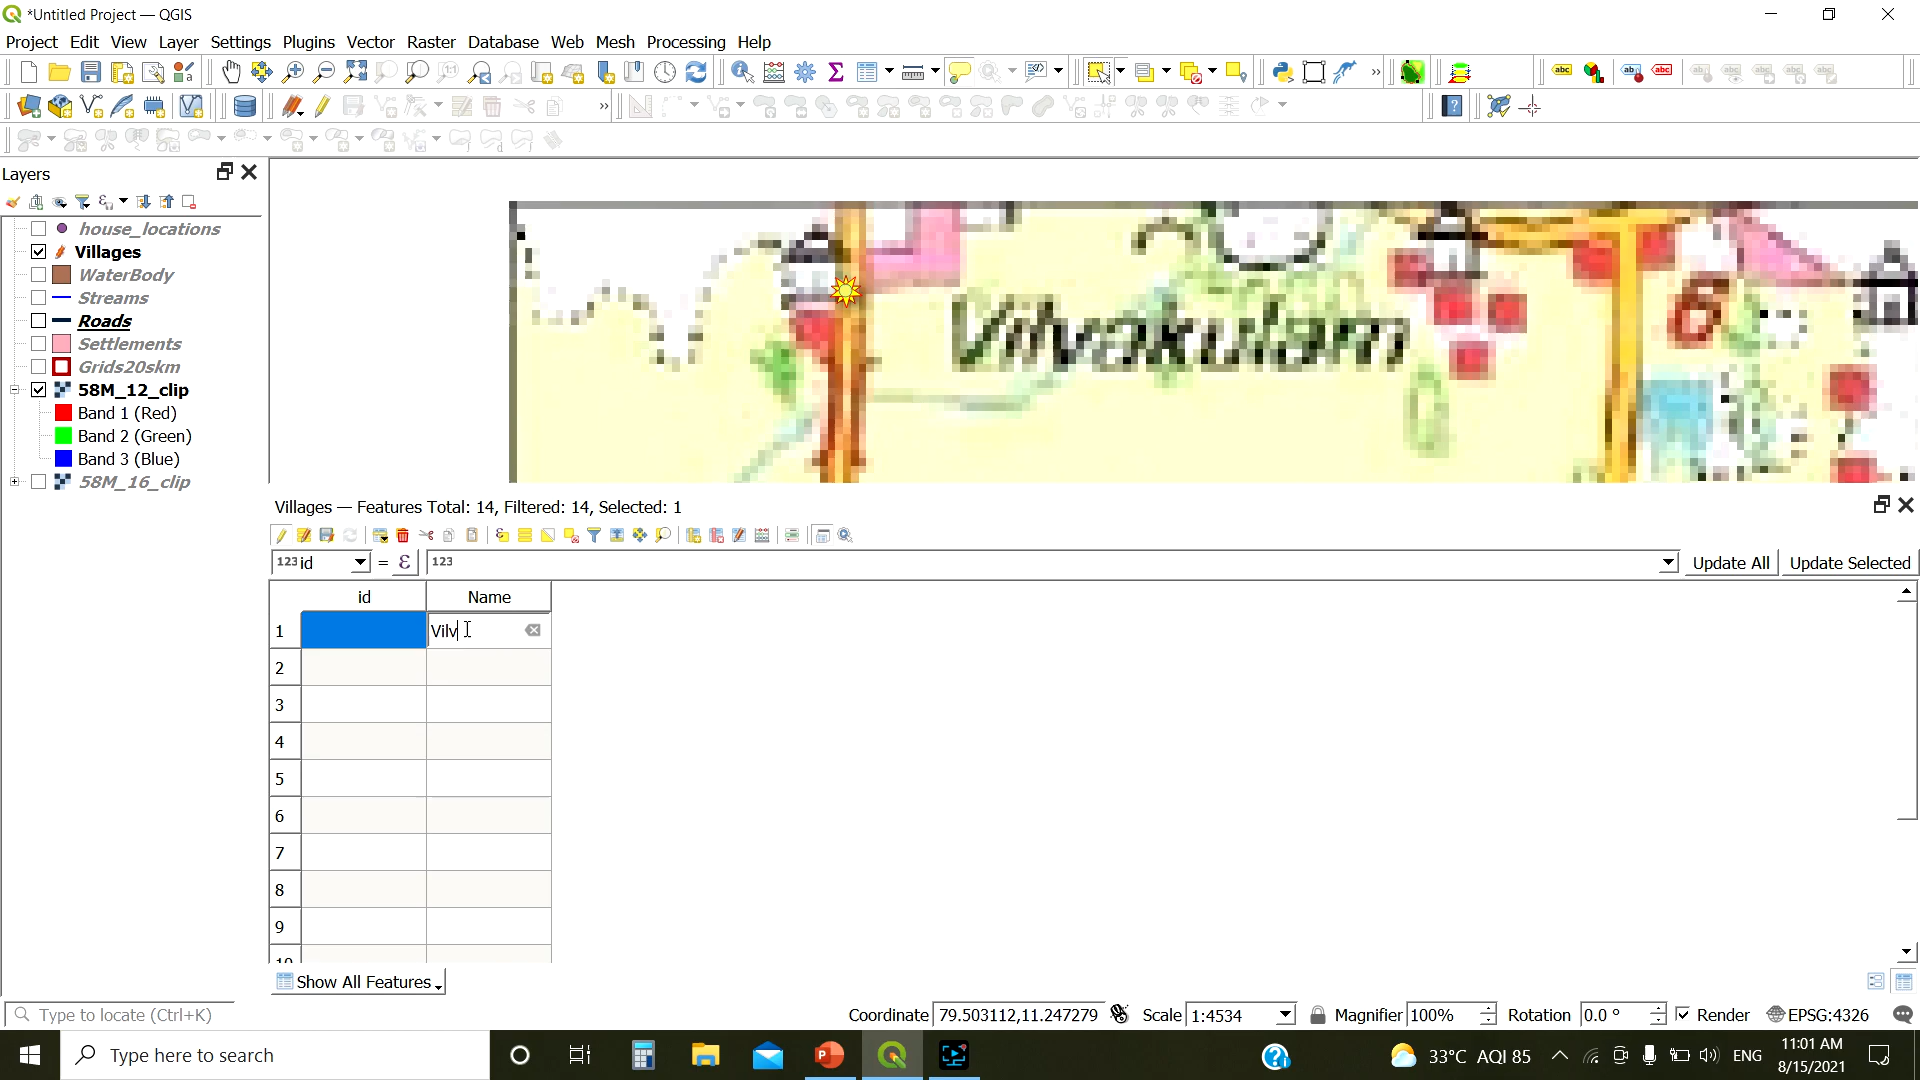 *Untitled Project — QGIS
Project Edit View Layer Settings Plugins Vector Raster Database Web Mesh Processing Help
Layers
house_locations
Villages
WaterBody
Streams
Roads
Settlements
Grids20skm
58M_12_clip
Band 1 (Red)
Band 2 (Green)
Band 3 (Blue)
58M_16_clip
Vilvakulam
6
Villages — Features Total: 14, Filtered: 14, Selected: 1
123 id = ε 123 Update All Update Selected
id Name
1 Vilv
2
3
4
5
6
7
8
9
10
Show All Features
Type to locate (Ctrl+K) Coordinate 79.503112,11.247279 Scale 1:4534 Magnifier 100% Rotation 0.0 ° Render EPSG:4326
Type here to search 33°C AQI 85 ENG 11:01 AM
8/15/2021